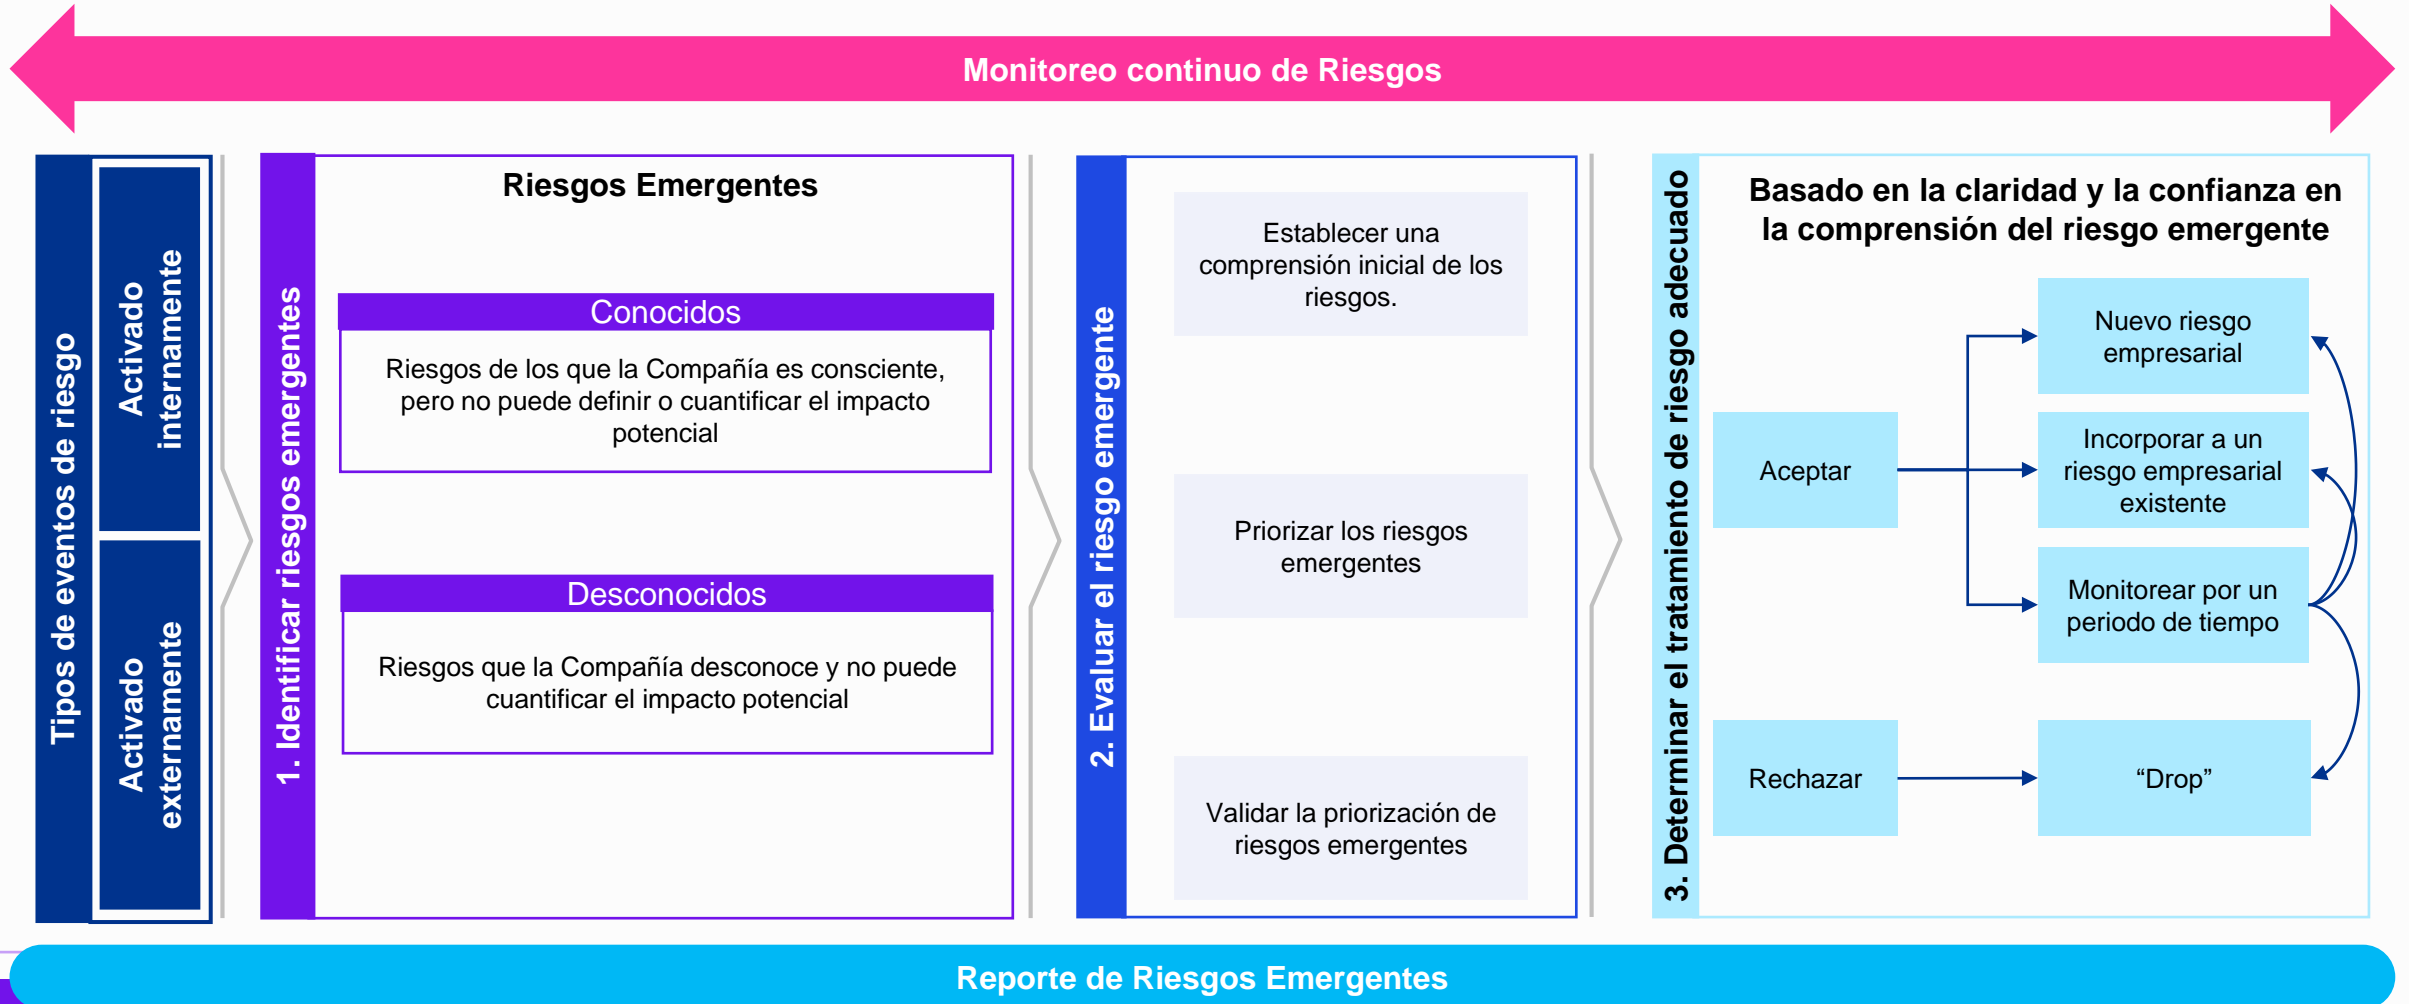 Monitoreo continuo de Riesgos
Tipos de eventos de riesgo
Activado
internamente
Activado
externamente
1. Identificar riesgos emergentes
Riesgos Emergentes
Conocidos
Riesgos de los que la Compañía es consciente,
pero no puede definir o cuantificar el impacto
potencial
Desconocidos
Riesgos que la Compañía desconoce y no puede
cuantificar el impacto potencial
2. Evaluar el riesgo emergente
Establecer una
comprensión inicial de los
riesgos.
Priorizar los riesgos
emergentes
Validar la priorización de
riesgos emergentes
3. Determinar el tratamiento de riesgo adecuado
Basado en la claridad y la confianza en
la comprensión del riesgo emergente
Aceptar
Nuevo riesgo
empresarial
Incorporar a un
riesgo empresarial
existente
Monitorear por un
periodo de tiempo
Rechazar
“Drop”
Reporte de Riesgos Emergentes